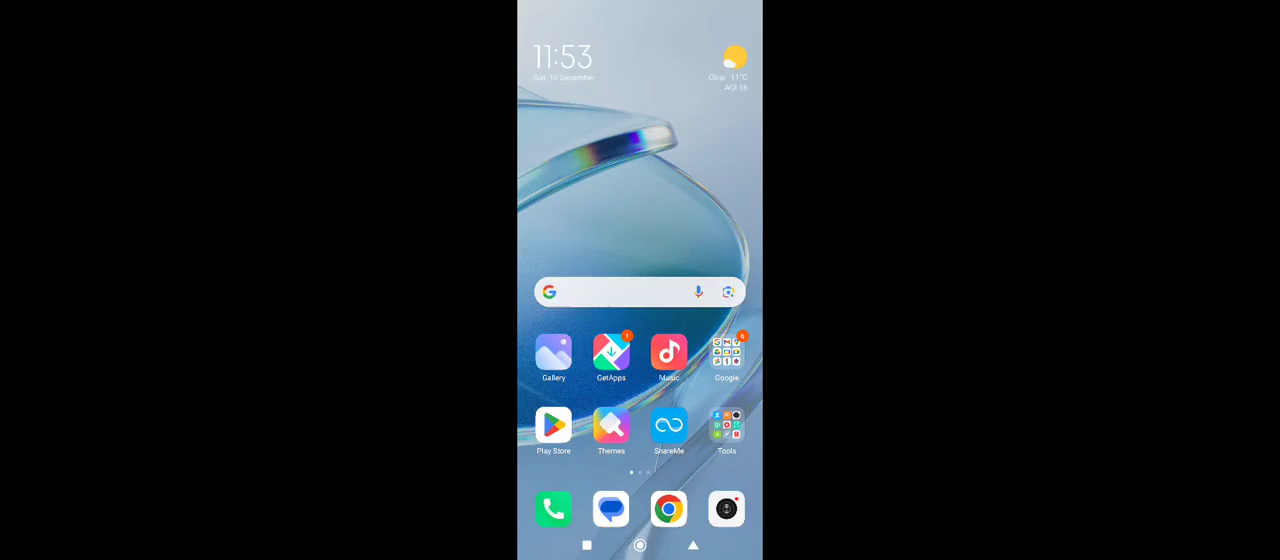 11:53
Sun, 10 December
Clear 11°C
AQI 56
Gallery
GetApps
Music
Google
Play Store
Themes
ShareMe
Tools